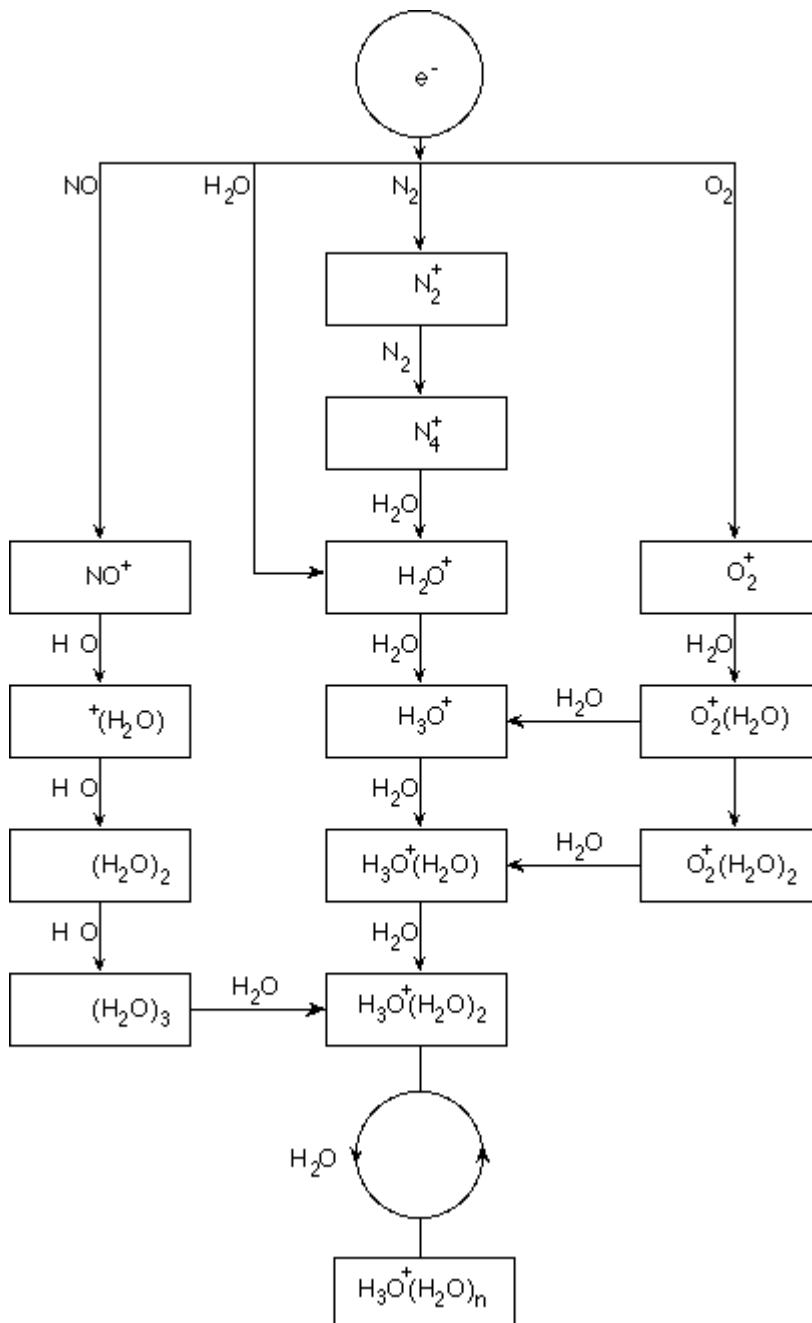 e⁻
NO H₂O N₂ O₂
N₂⁺
N₂
N₄⁺
H₂O
NO⁺ H₂O⁺ O₂⁺
H O H₂O H₂O
⁺(H₂O) H₃O⁺ H₂O O₂⁺(H₂O)
H O H₂O
(H₂O)₂ H₃O⁺(H₂O) H₂O O₂⁺(H₂O)₂
H O H₂O
(H₂O)₃ H₂O H₃O⁺(H₂O)₂
H₂O
H₃O⁺(H₂O)ₙ